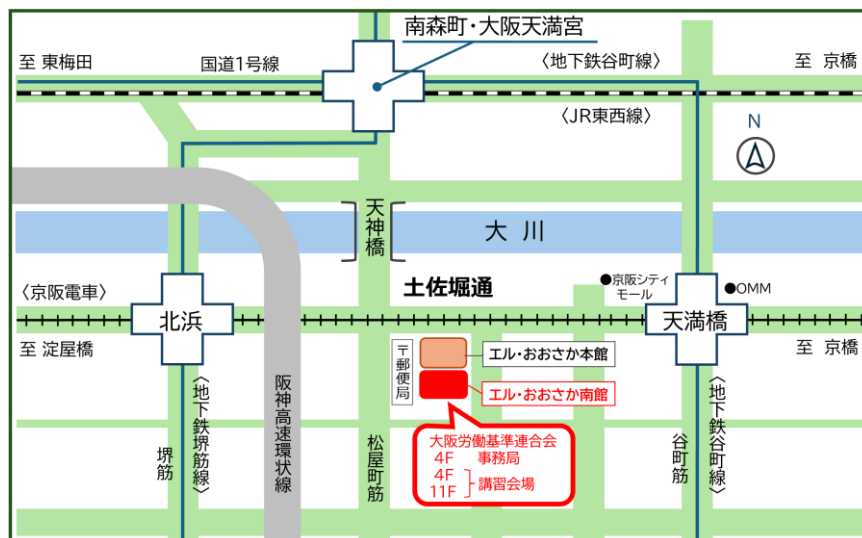 南森町・大阪天満宮
至 東梅田
国道1号線
〈地下鉄谷町線〉
至 京橋
〈JR東西線〉
N
天神橋
大 川
〈京阪電車〉
土佐堀通
●京阪シティ
モール
●OMM
北浜
天満橋
至 淀屋橋
至 京橋
〒郵便局
エル・おおさか本館
エル・おおさか南館
堺筋
〈地下鉄堺筋線〉
阪神高速環状線
松屋町筋
大阪労働基準連合会
4F 事務局
4F
11F
講習会場
谷町筋
〈地下鉄谷町線〉